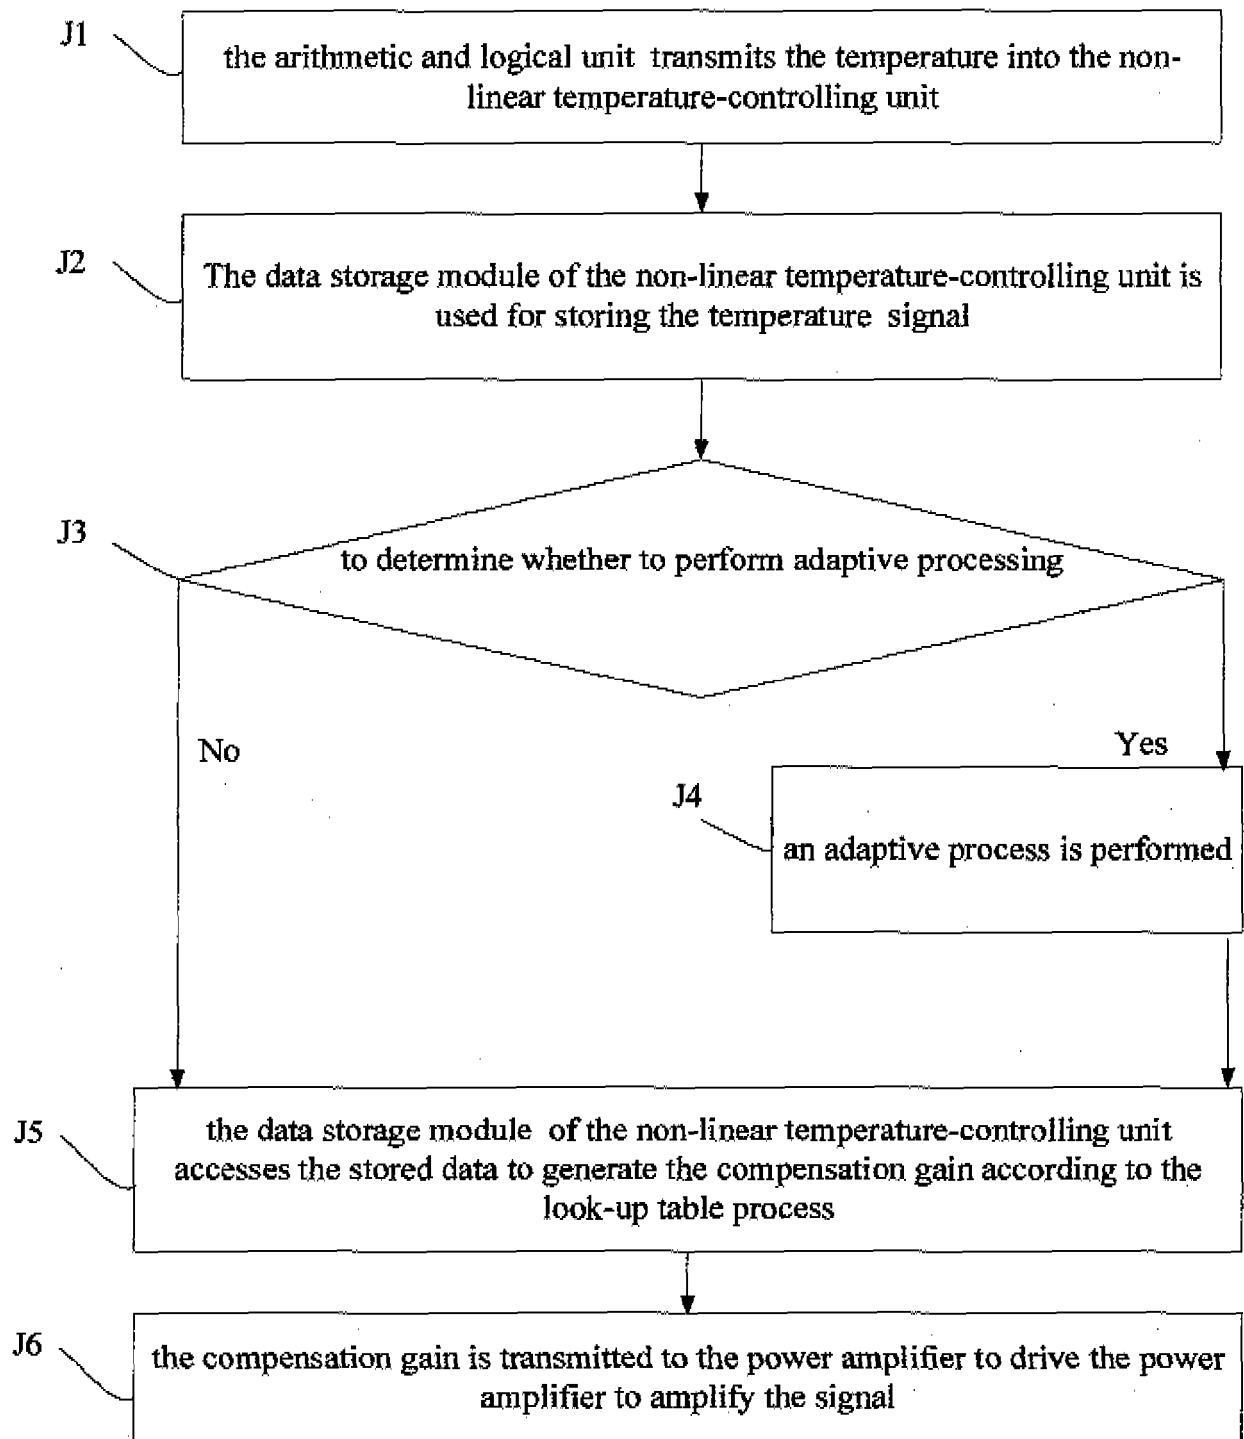 J1
the arithmetic and logical unit transmits the temperature into the non-
linear temperature-controlling unit
J2
The data storage module of the non-linear temperature-controlling unit is
used for storing the temperature signal
J3
to determine whether to perform adaptive processing
No
Yes
J4
an adaptive process is performed
J5
the data storage module of the non-linear temperature-controlling unit
accesses the stored data to generate the compensation gain according to the
look-up table process
J6
the compensation gain is transmitted to the power amplifier to drive the power
amplifier to amplify the signal